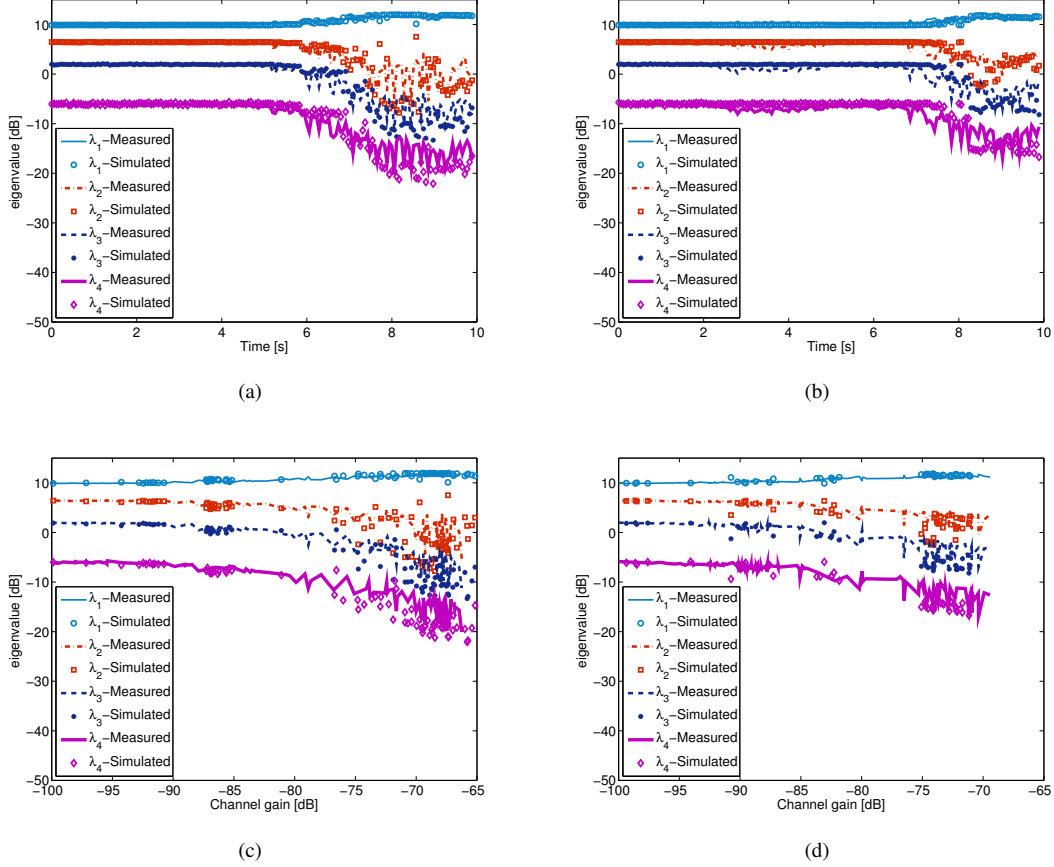 10
0
−10
−20
−30
−40
−50
eigenvalue [dB]
0
2
4
6
8
10
Time [s]
λ1−Measured
λ1−Simulated
λ2−Measured
λ2−Simulated
λ3−Measured
λ3−Simulated
λ4−Measured
λ4−Simulated
(a)
10
0
−10
−20
−30
−40
−50
eigenvalue [dB]
0
2
4
6
8
10
Time [s]
λ1−Measured
λ1−Simulated
λ2−Measured
λ2−Simulated
λ3−Measured
λ3−Simulated
λ4−Measured
λ4−Simulated
(b)
10
0
−10
−20
−30
−40
−50
eigenvalue [dB]
−100
−95
−90
−85
−80
−75
−70
−65
Channel gain [dB]
λ1−Measured
λ1−Simulated
λ2−Measured
λ2−Simulated
λ3−Measured
λ3−Simulated
λ4−Measured
λ4−Simulated
(c)
10
0
−10
−20
−30
−40
−50
eigenvalue [dB]
−100
−95
−90
−85
−80
−75
−70
−65
Channel gain [dB]
λ1−Measured
λ1−Simulated
λ2−Measured
λ2−Simulated
λ3−Measured
λ3−Simulated
λ4−Measured
λ4−Simulated
(d)